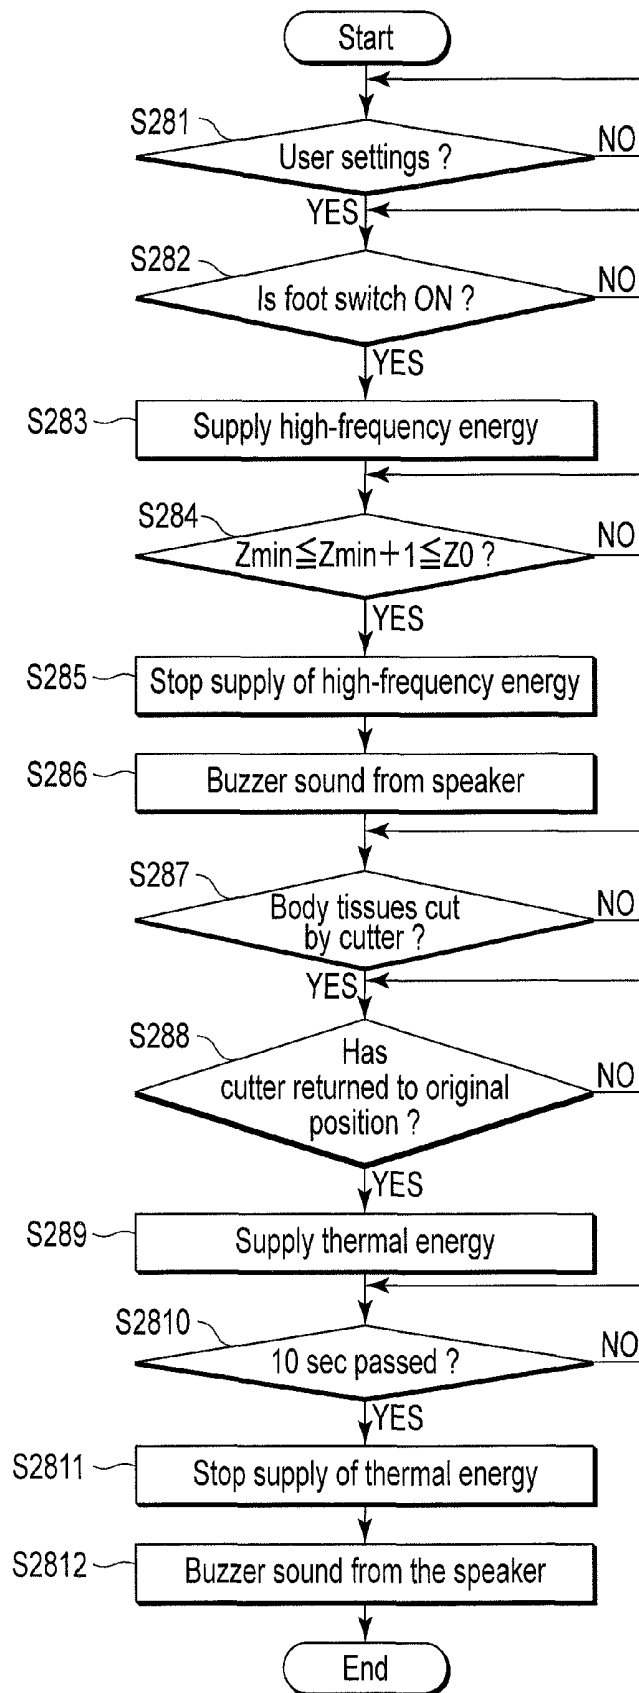 Start
S281
User settings ?
NO
YES
S282
Is foot switch ON ?
NO
YES
S283
Supply high-frequency energy
S284
Zmin≦Zmin+1≦Z0 ?
NO
YES
S285
Stop supply of high-frequency energy
S286
Buzzer sound from speaker
S287
Body tissues cut
by cutter ?
NO
YES
S288
Has
cutter returned to original
position ?
NO
YES
S289
Supply thermal energy
S2810
10 sec passed ?
NO
YES
S2811
Stop supply of thermal energy
S2812
Buzzer sound from the speaker
End